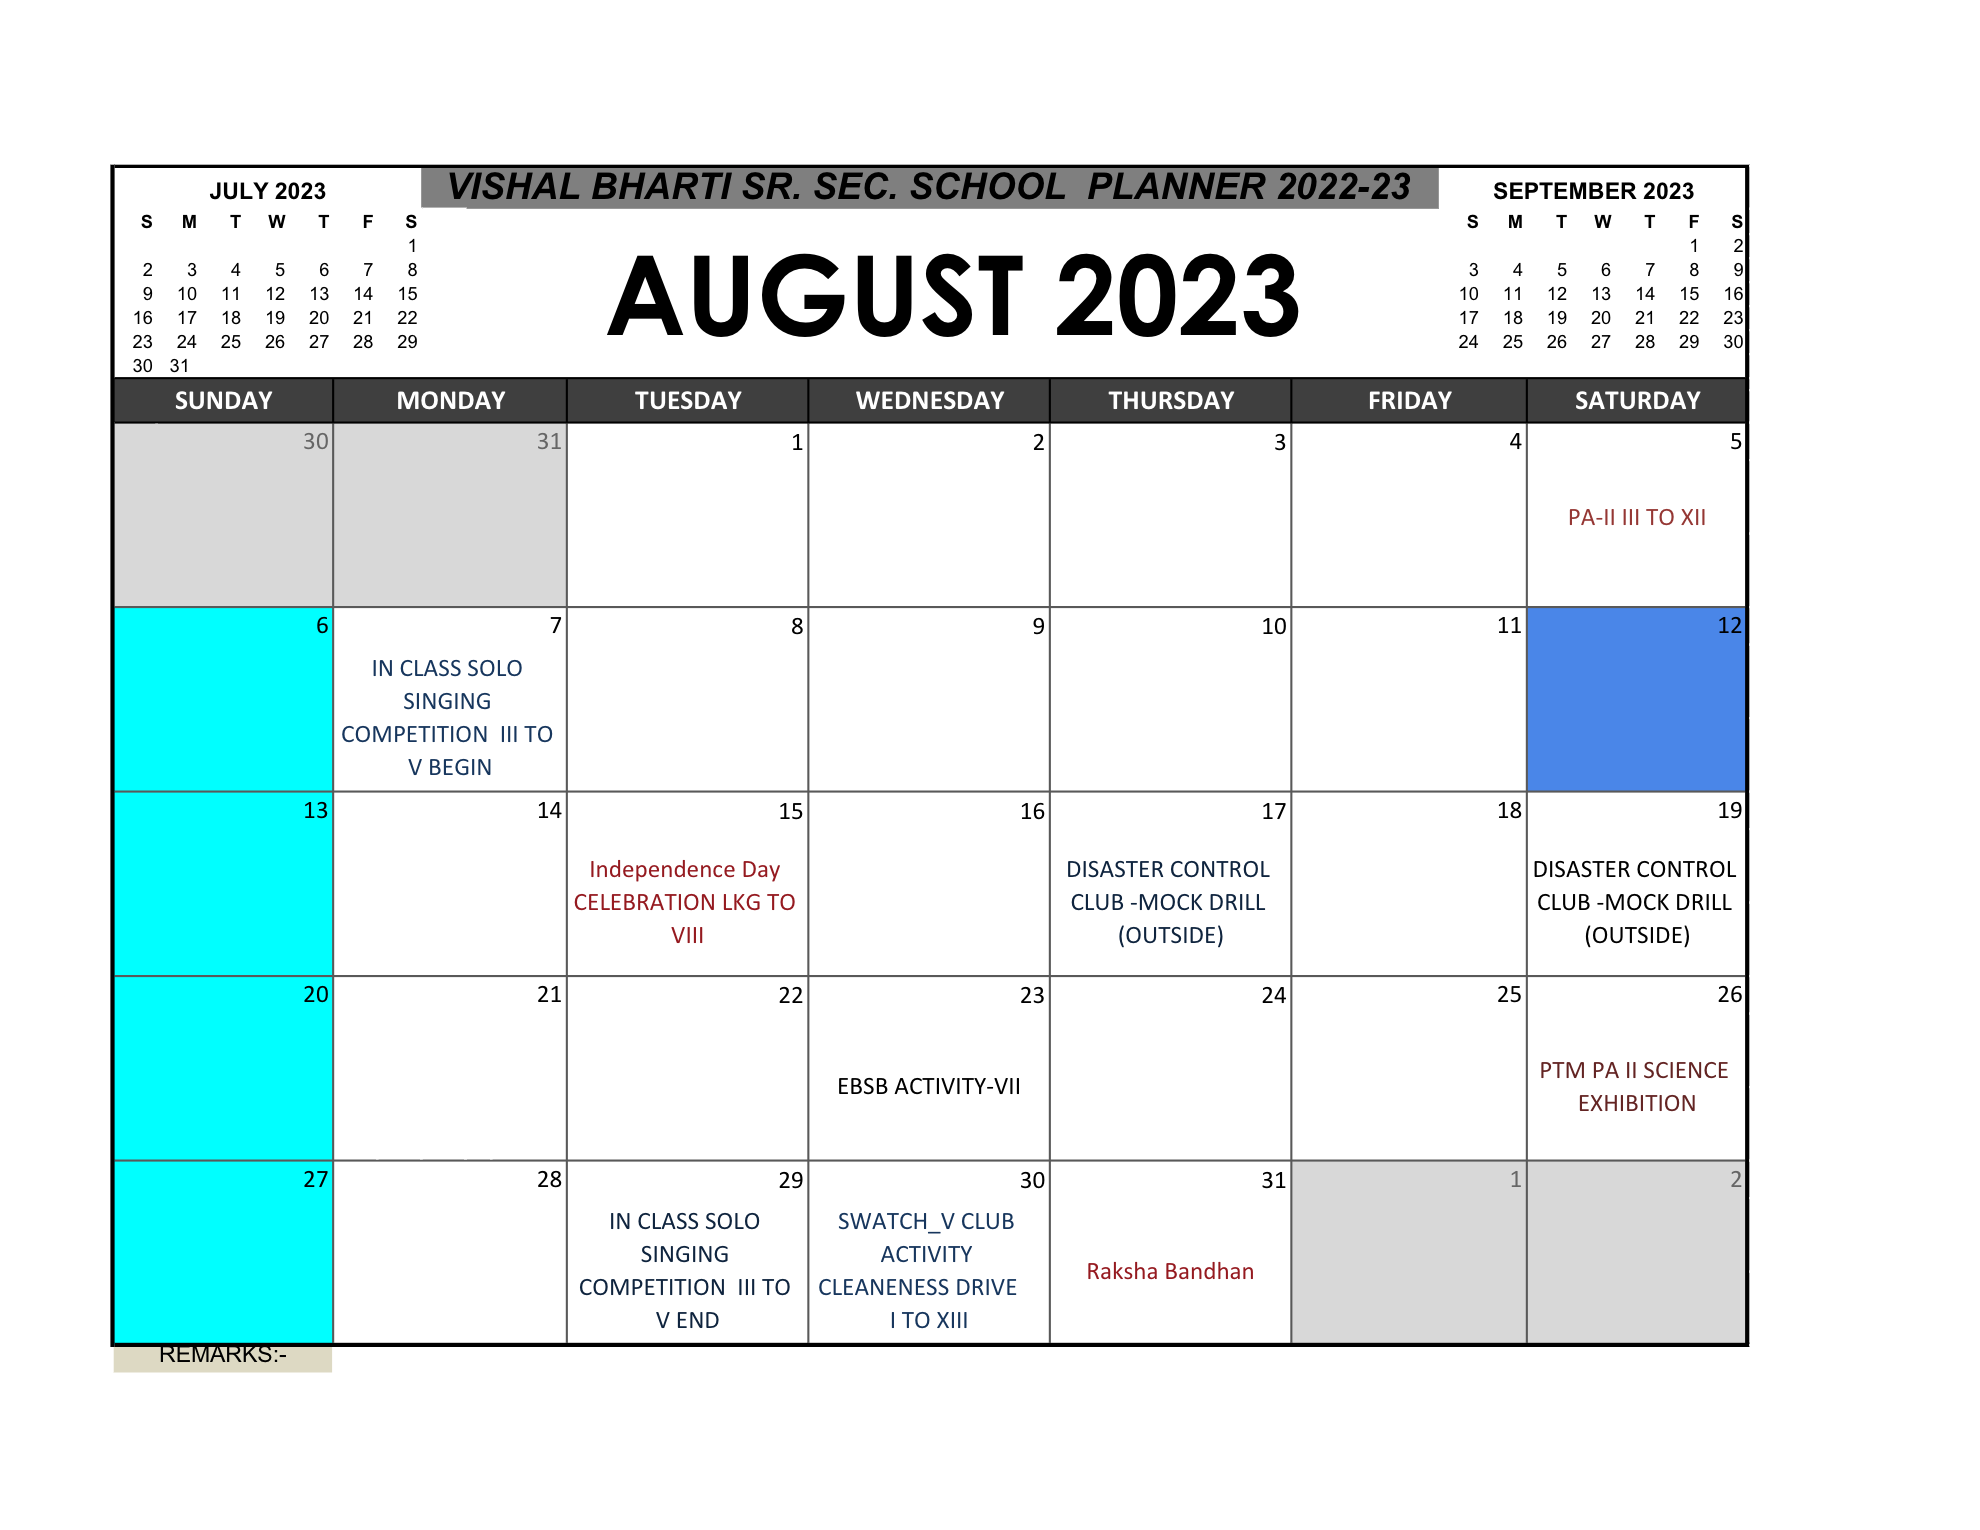 VISHAL BHARTI SR. SEC. SCHOOL  PLANNER 2022-23
JULY 2023
S M T W T F S
1
2 3 4 5 6 7 8
9 10 11 12 13 14 15
16 17 18 19 20 21 22
23 24 25 26 27 28 29
30 31
AUGUST 2023
SEPTEMBER 2023
S M T W T F S
1 2
3 4 5 6 7 8 9
10 11 12 13 14 15 16
17 18 19 20 21 22 23
24 25 26 27 28 29 30
SUNDAY MONDAY TUESDAY WEDNESDAY THURSDAY FRIDAY SATURDAY
30 31 1 2 3 4 5
PA-II III TO XII
6 7 8 9 10 11 12
IN CLASS SOLO
SINGING
COMPETITION  III TO
V BEGIN
13 14 15 16 17 18 19
Independence Day
CELEBRATION LKG TO
VIII
DISASTER CONTROL
CLUB -MOCK DRILL
(OUTSIDE)
DISASTER CONTROL
CLUB -MOCK DRILL
(OUTSIDE)
20 21 22 23 24 25 26
EBSB ACTIVITY-VII
PTM PA II SCIENCE
EXHIBITION
27 28 29 30 31 1 2
IN CLASS SOLO
SINGING
COMPETITION  III TO
V END
SWATCH_V CLUB
ACTIVITY
CLEANENESS DRIVE
I TO XIII
Raksha Bandhan
REMARKS:-